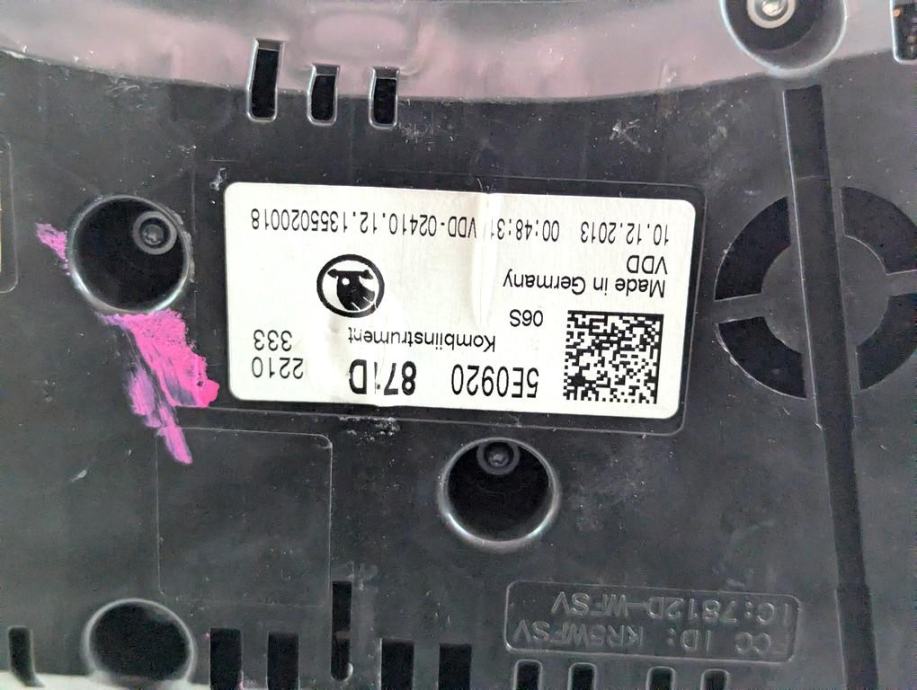 5E0920 871D 2210
333
Kombiinstrument
06S
Made in Germany
VDD
10.12.2013 00:48:31 VDD-02410.12.1355020018
FCC ID: KR5WFSV
IC: 7812D-WFSV